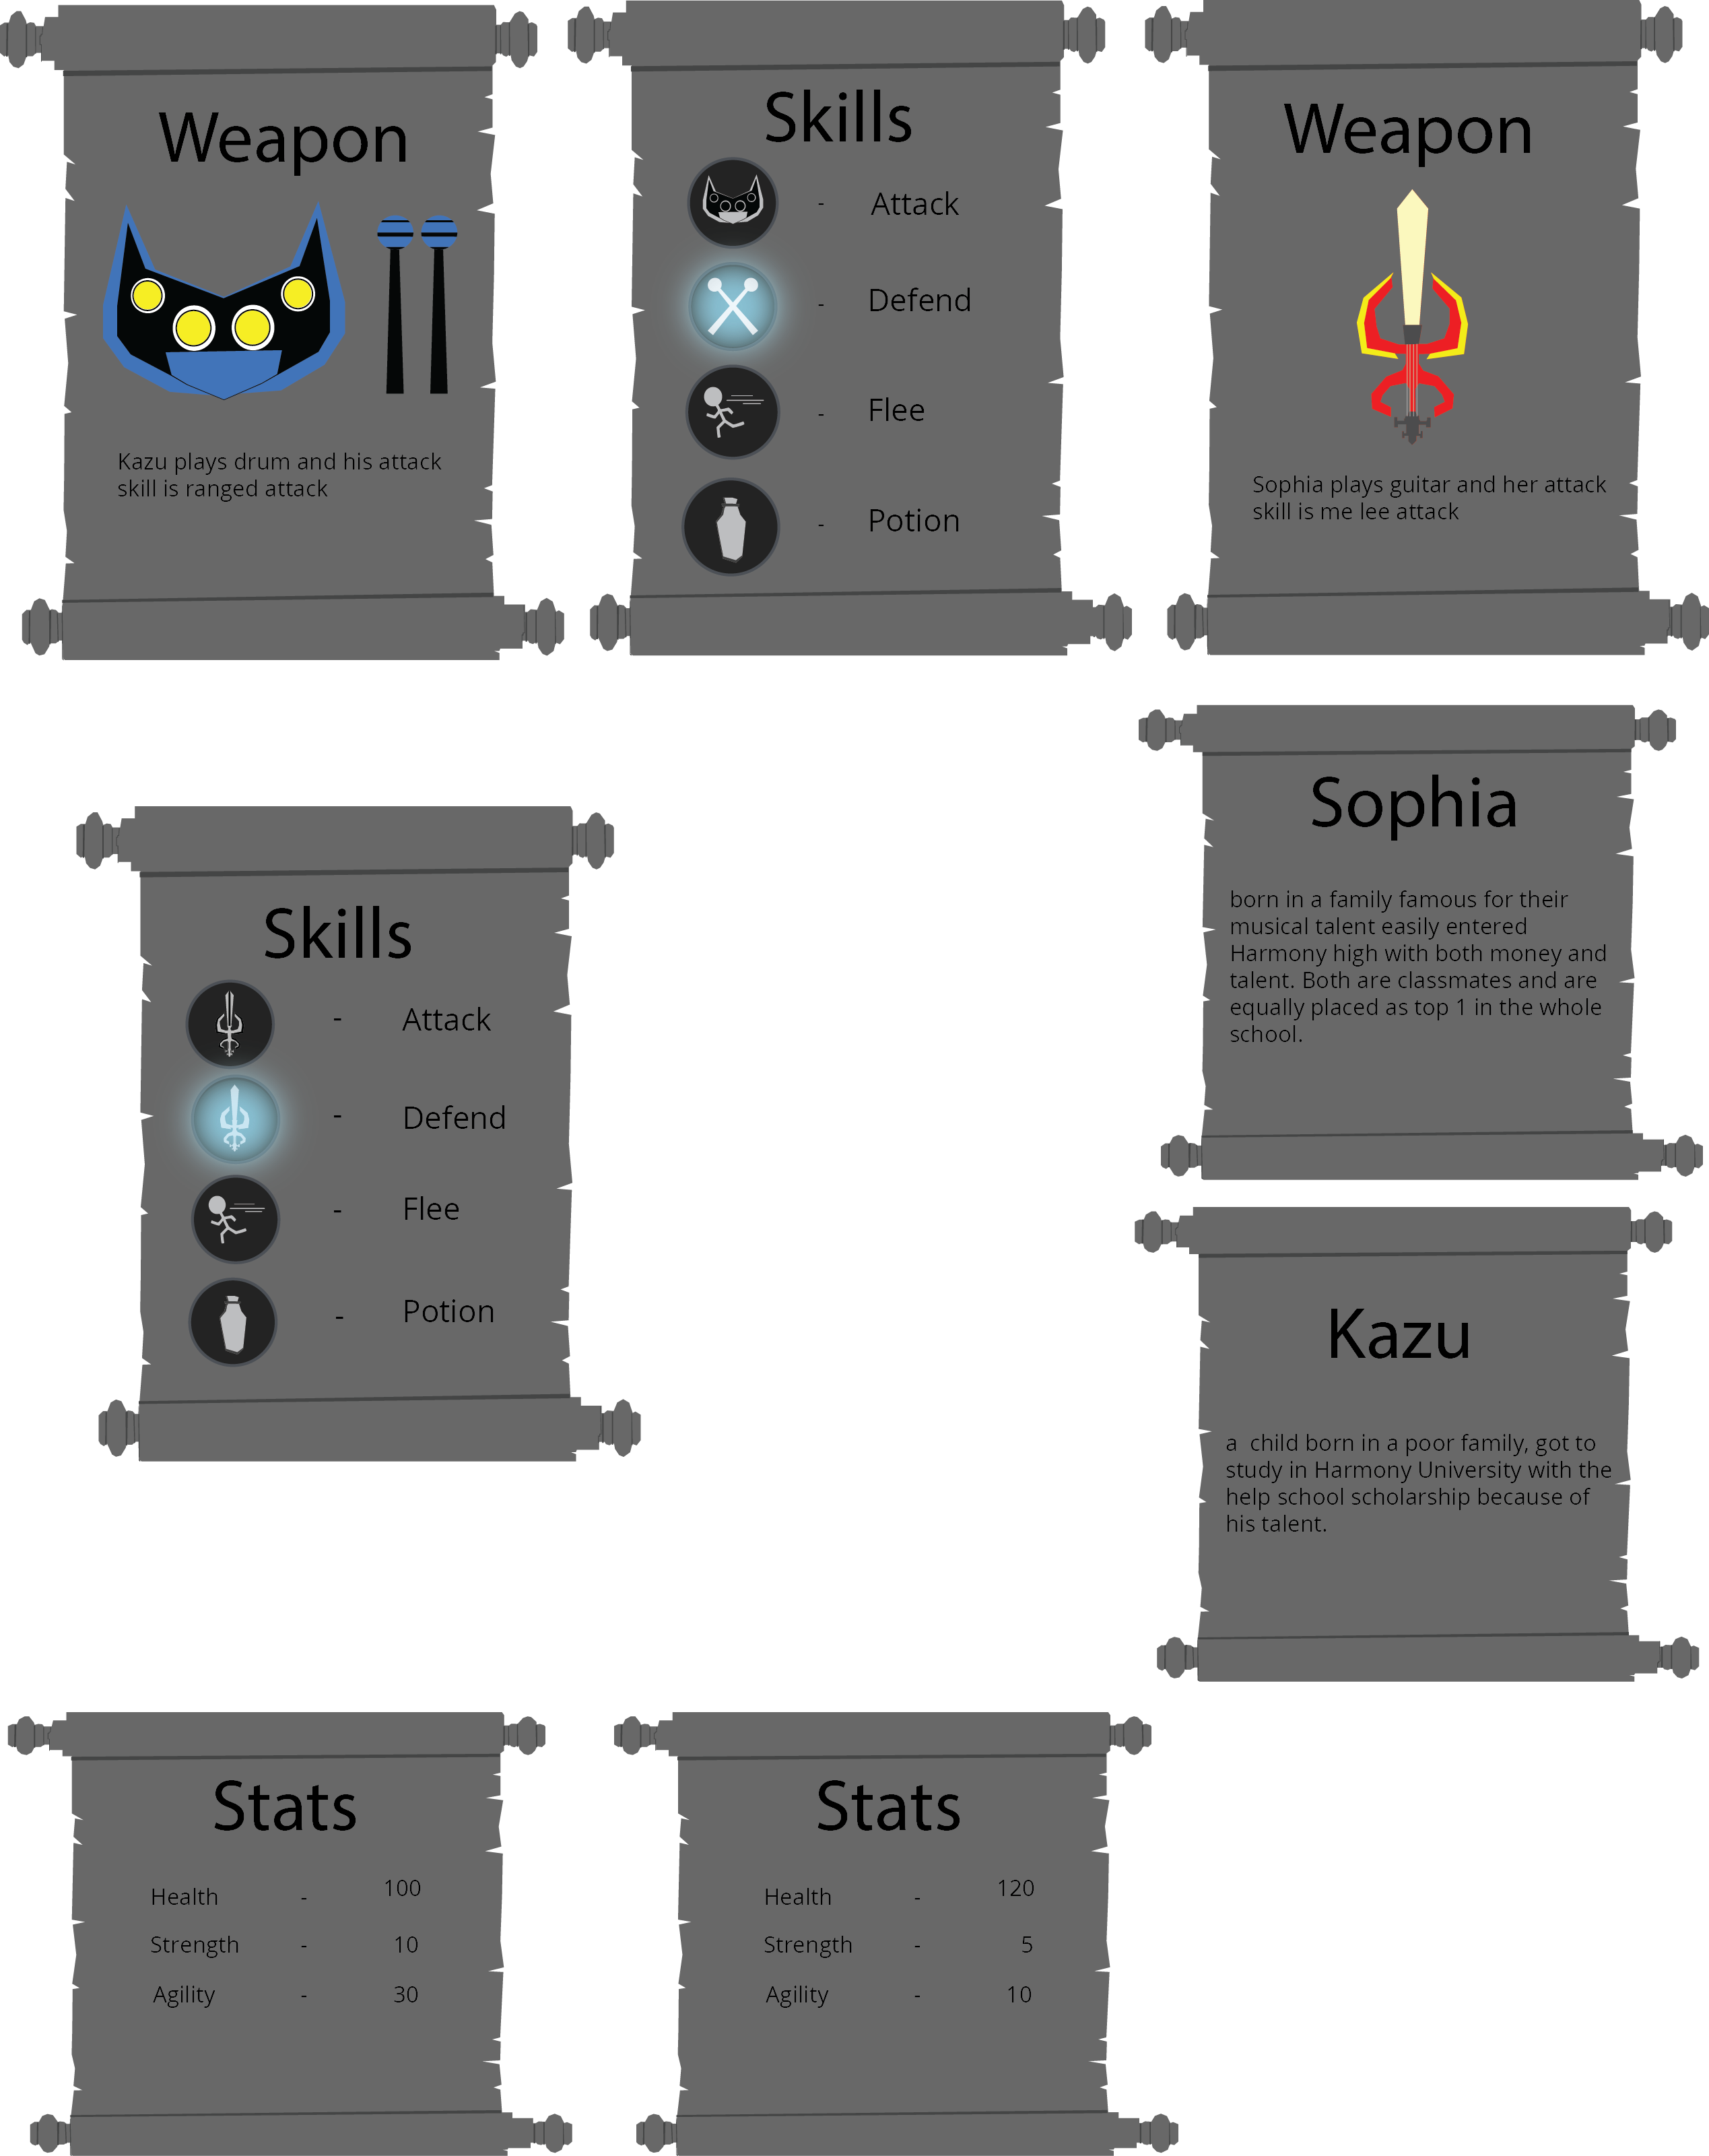 Weapon
Kazu plays drum and his attack
skill is ranged attack
Skills
- Attack
- Defend
- Flee
- Potion
Weapon
Sophia plays guitar and her attack
skill is me lee attack
Sophia
born in a family famous for their
musical talent easily entered
Harmony high with both money and
talent. Both are classmates and are
equally placed as top 1 in the whole
school.
Skills
- Attack
- Defend
- Flee
- Potion
Kazu
a  child born in a poor family, got to
study in Harmony University with the
help school scholarship because of
his talent.
Stats
Health - 100
Strength - 10
Agility - 30
Stats
Health - 120
Strength - 5
Agility - 10